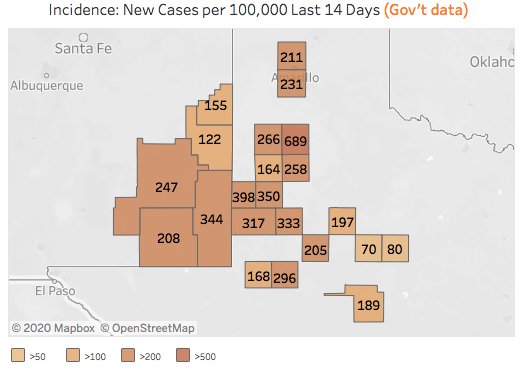 Incidence: New Cases per 100,000 Last 14 Days (Gov't data)
Santa Fe
211
Oklaho
Albuquerque
231
155
122
266 689
164 258
247
398 350
344
317 333
197
208
205
70 80
168 296
El Paso
189
© 2020 Mapbox © OpenStreetMap
>50 >100 >200 >500